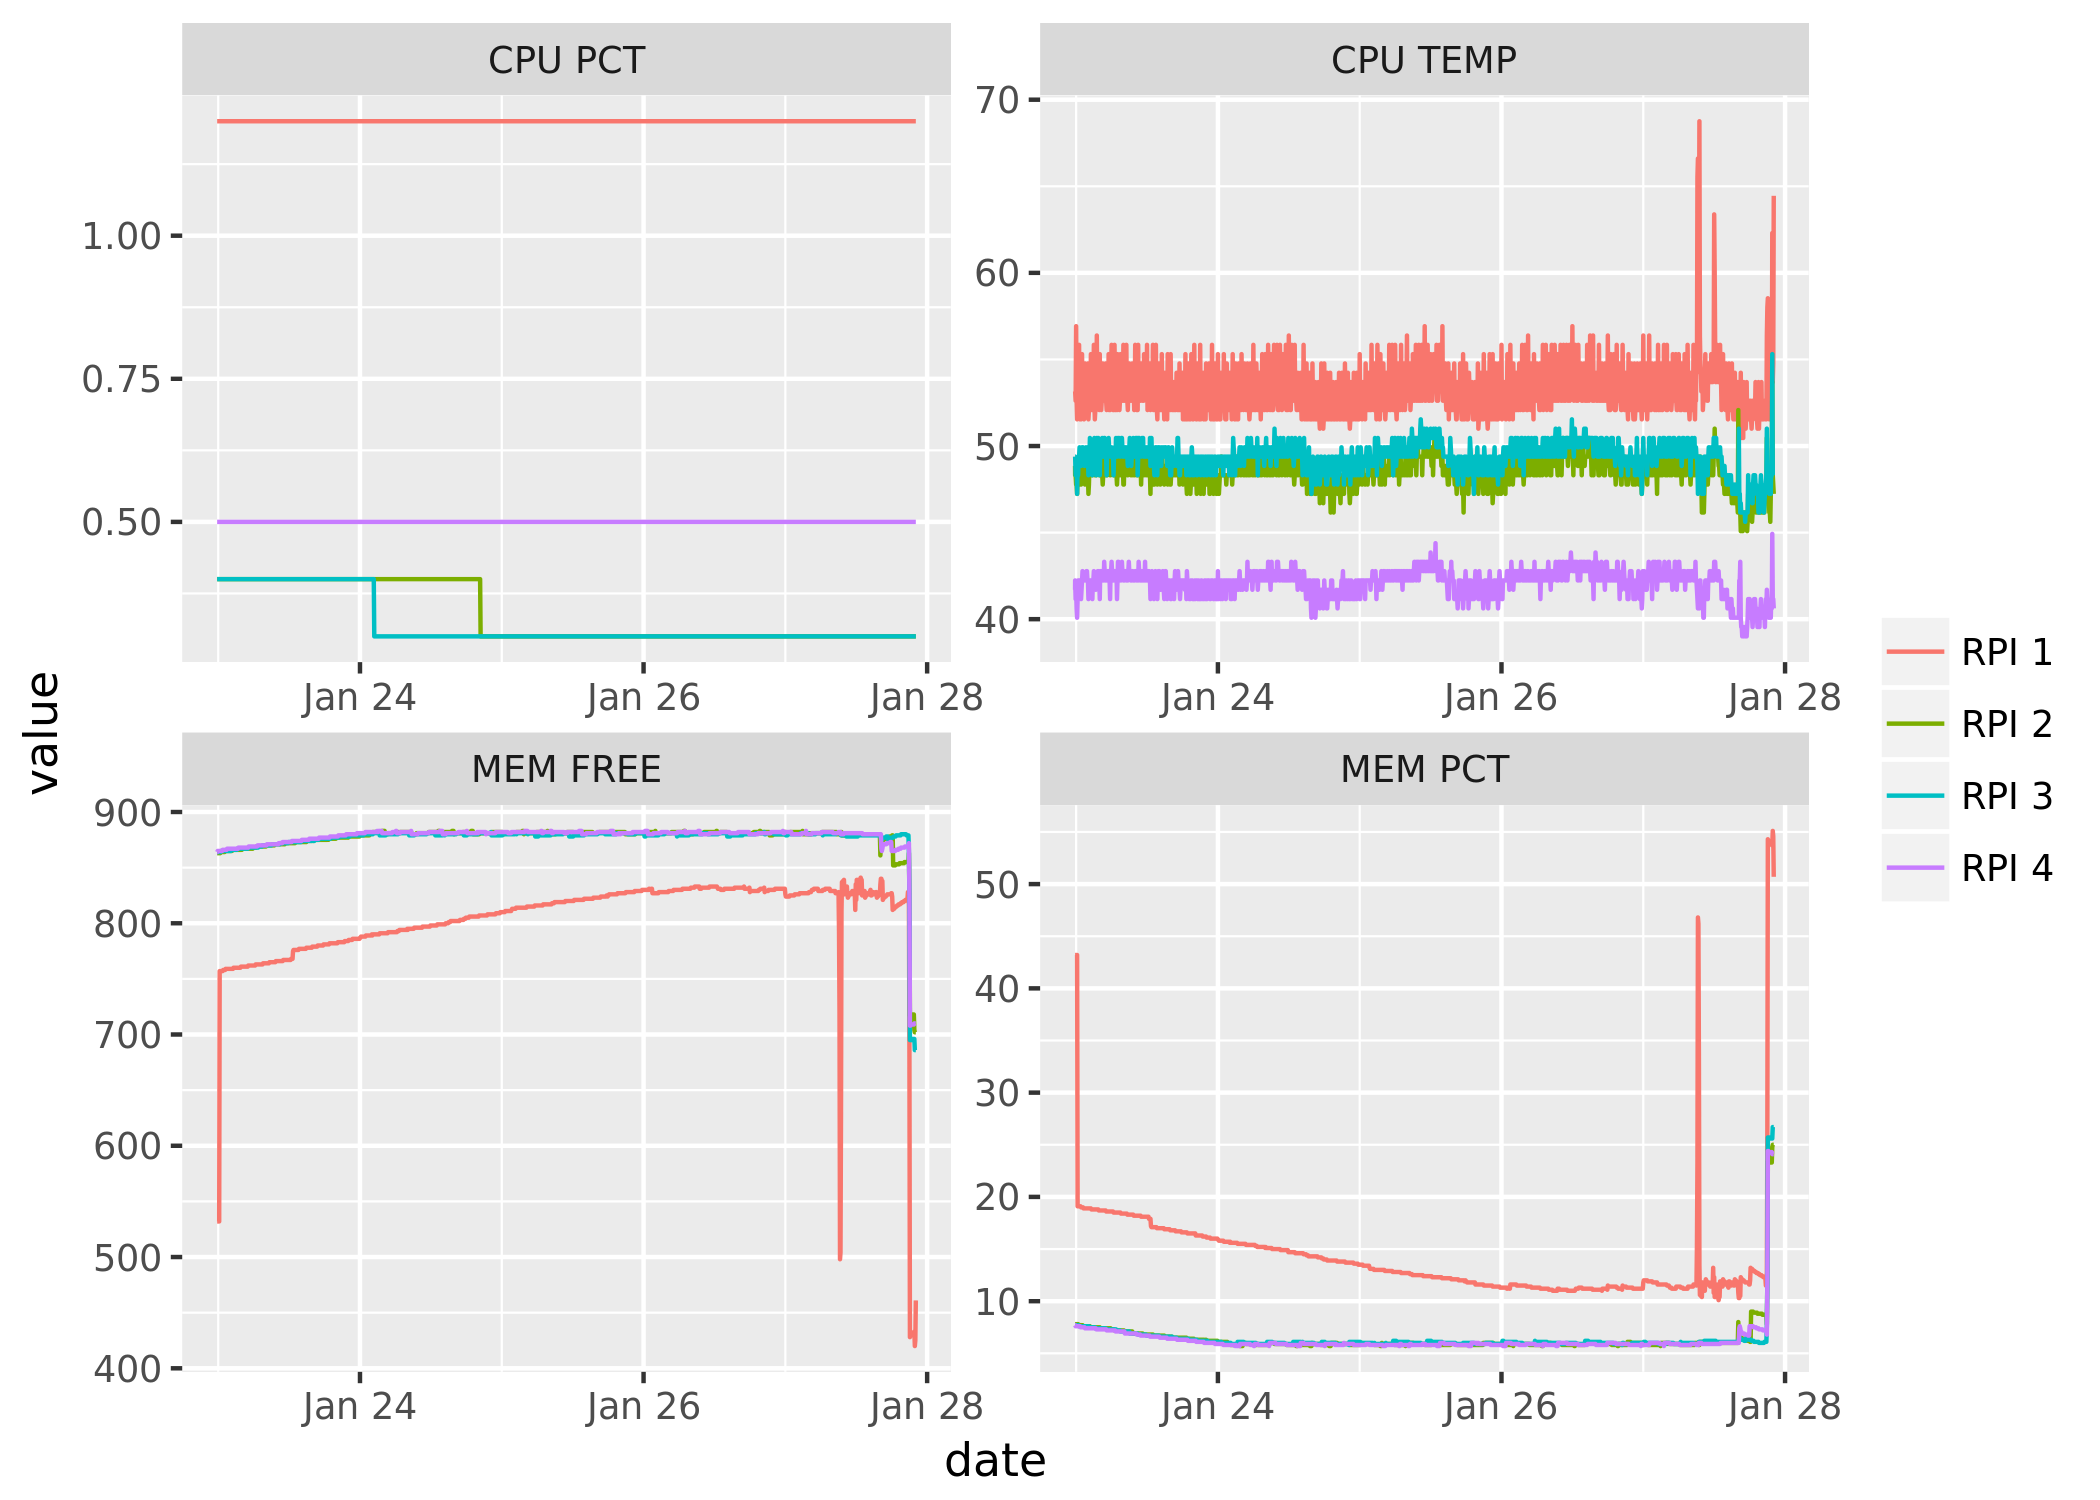 CPU PCT
CPU TEMP
1.00
0.75
0.50
70
60
50
40
Jan 24 Jan 26 Jan 28
Jan 24 Jan 26 Jan 28
value
MEM FREE
MEM PCT
900
800
700
600
500
400
50
40
30
20
10
Jan 24 Jan 26 Jan 28
Jan 24 Jan 26 Jan 28
date
RPI 1
RPI 2
RPI 3
RPI 4